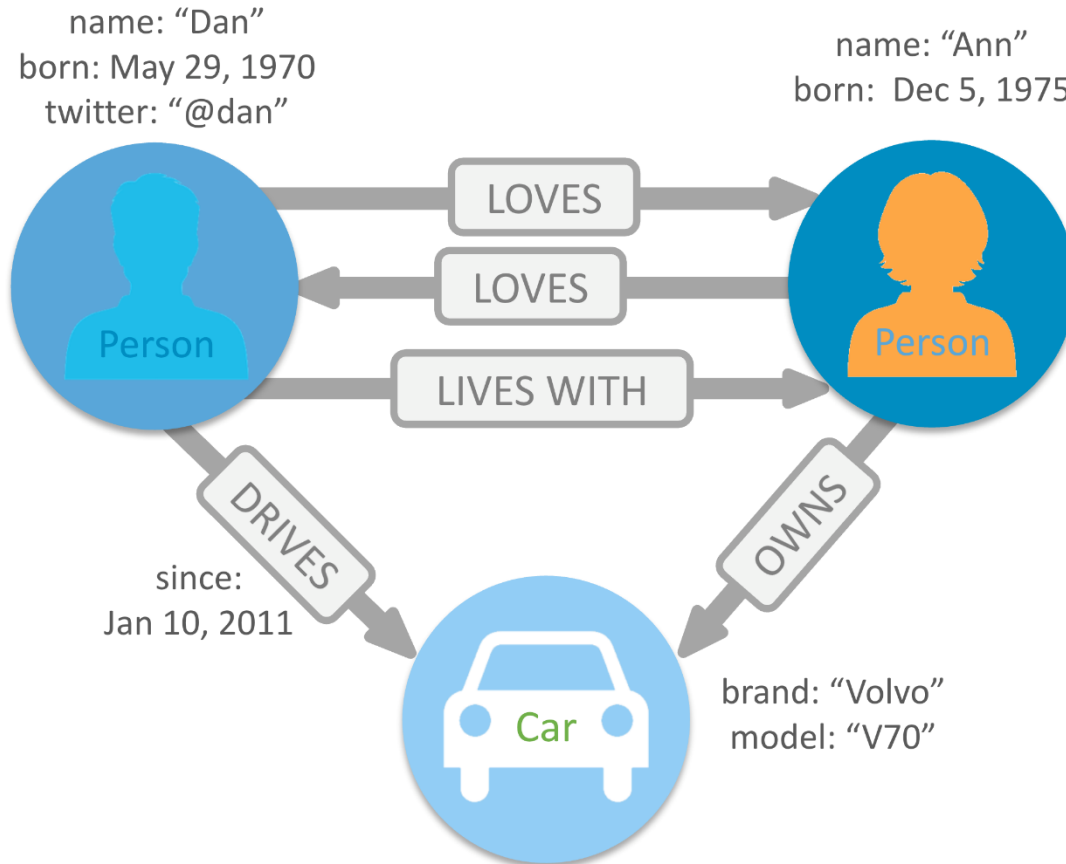 name: “Dan”
born: May 29, 1970
twitter: “@dan”
name: “Ann”
born:  Dec 5, 1975
LOVES
LOVES
Person
Person
LIVES WITH
DRIVES
OWNS
since:
Jan 10, 2011
Car
brand: “Volvo”
model: “V70”